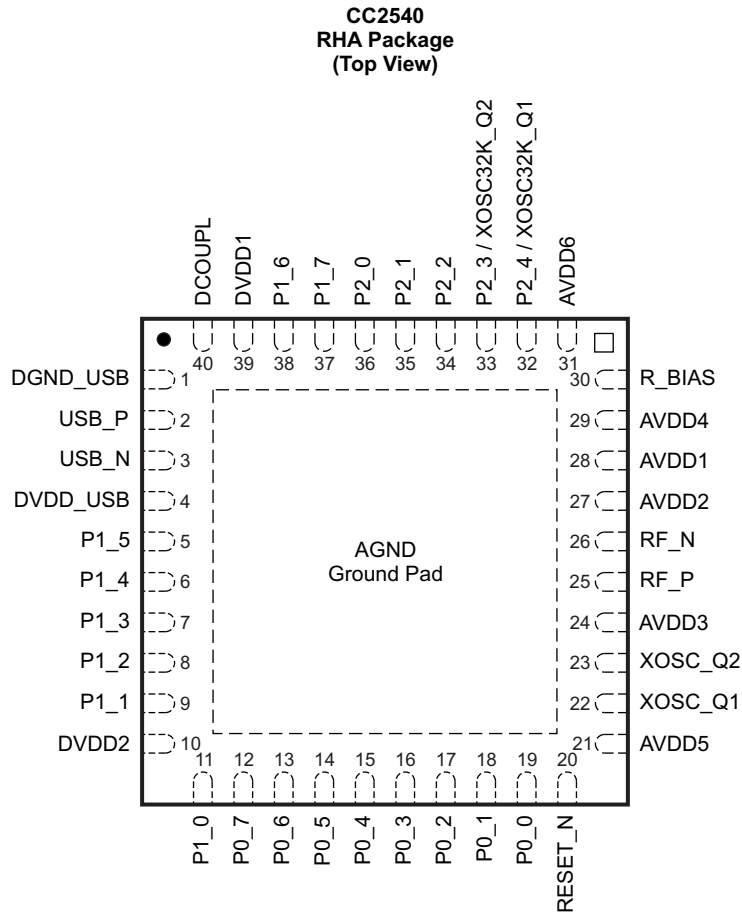 CC2540
RHA Package
(Top View)
DCOUPL
DVDD1
P1_6
P1_7
P2_0
P2_1
P2_2
P2_3 / XOSC32K_Q2
P2_4 / XOSC32K_Q1
AVDD6
40 39 38 37 36 35 34 33 32 31
DGND_USB 1
USB_P 2
USB_N 3
DVDD_USB 4
P1_5 5
P1_4 6
P1_3 7
P1_2 8
P1_1 9
DVDD2 10
AGND
Ground Pad
30 R_BIAS
29 AVDD4
28 AVDD1
27 AVDD2
26 RF_N
25 RF_P
24 AVDD3
23 XOSC_Q2
22 XOSC_Q1
21 AVDD5
11 12 13 14 15 16 17 18 19 20
P1_0
P0_7
P0_6
P0_5
P0_4
P0_3
P0_2
P0_1
P0_0
RESET_N